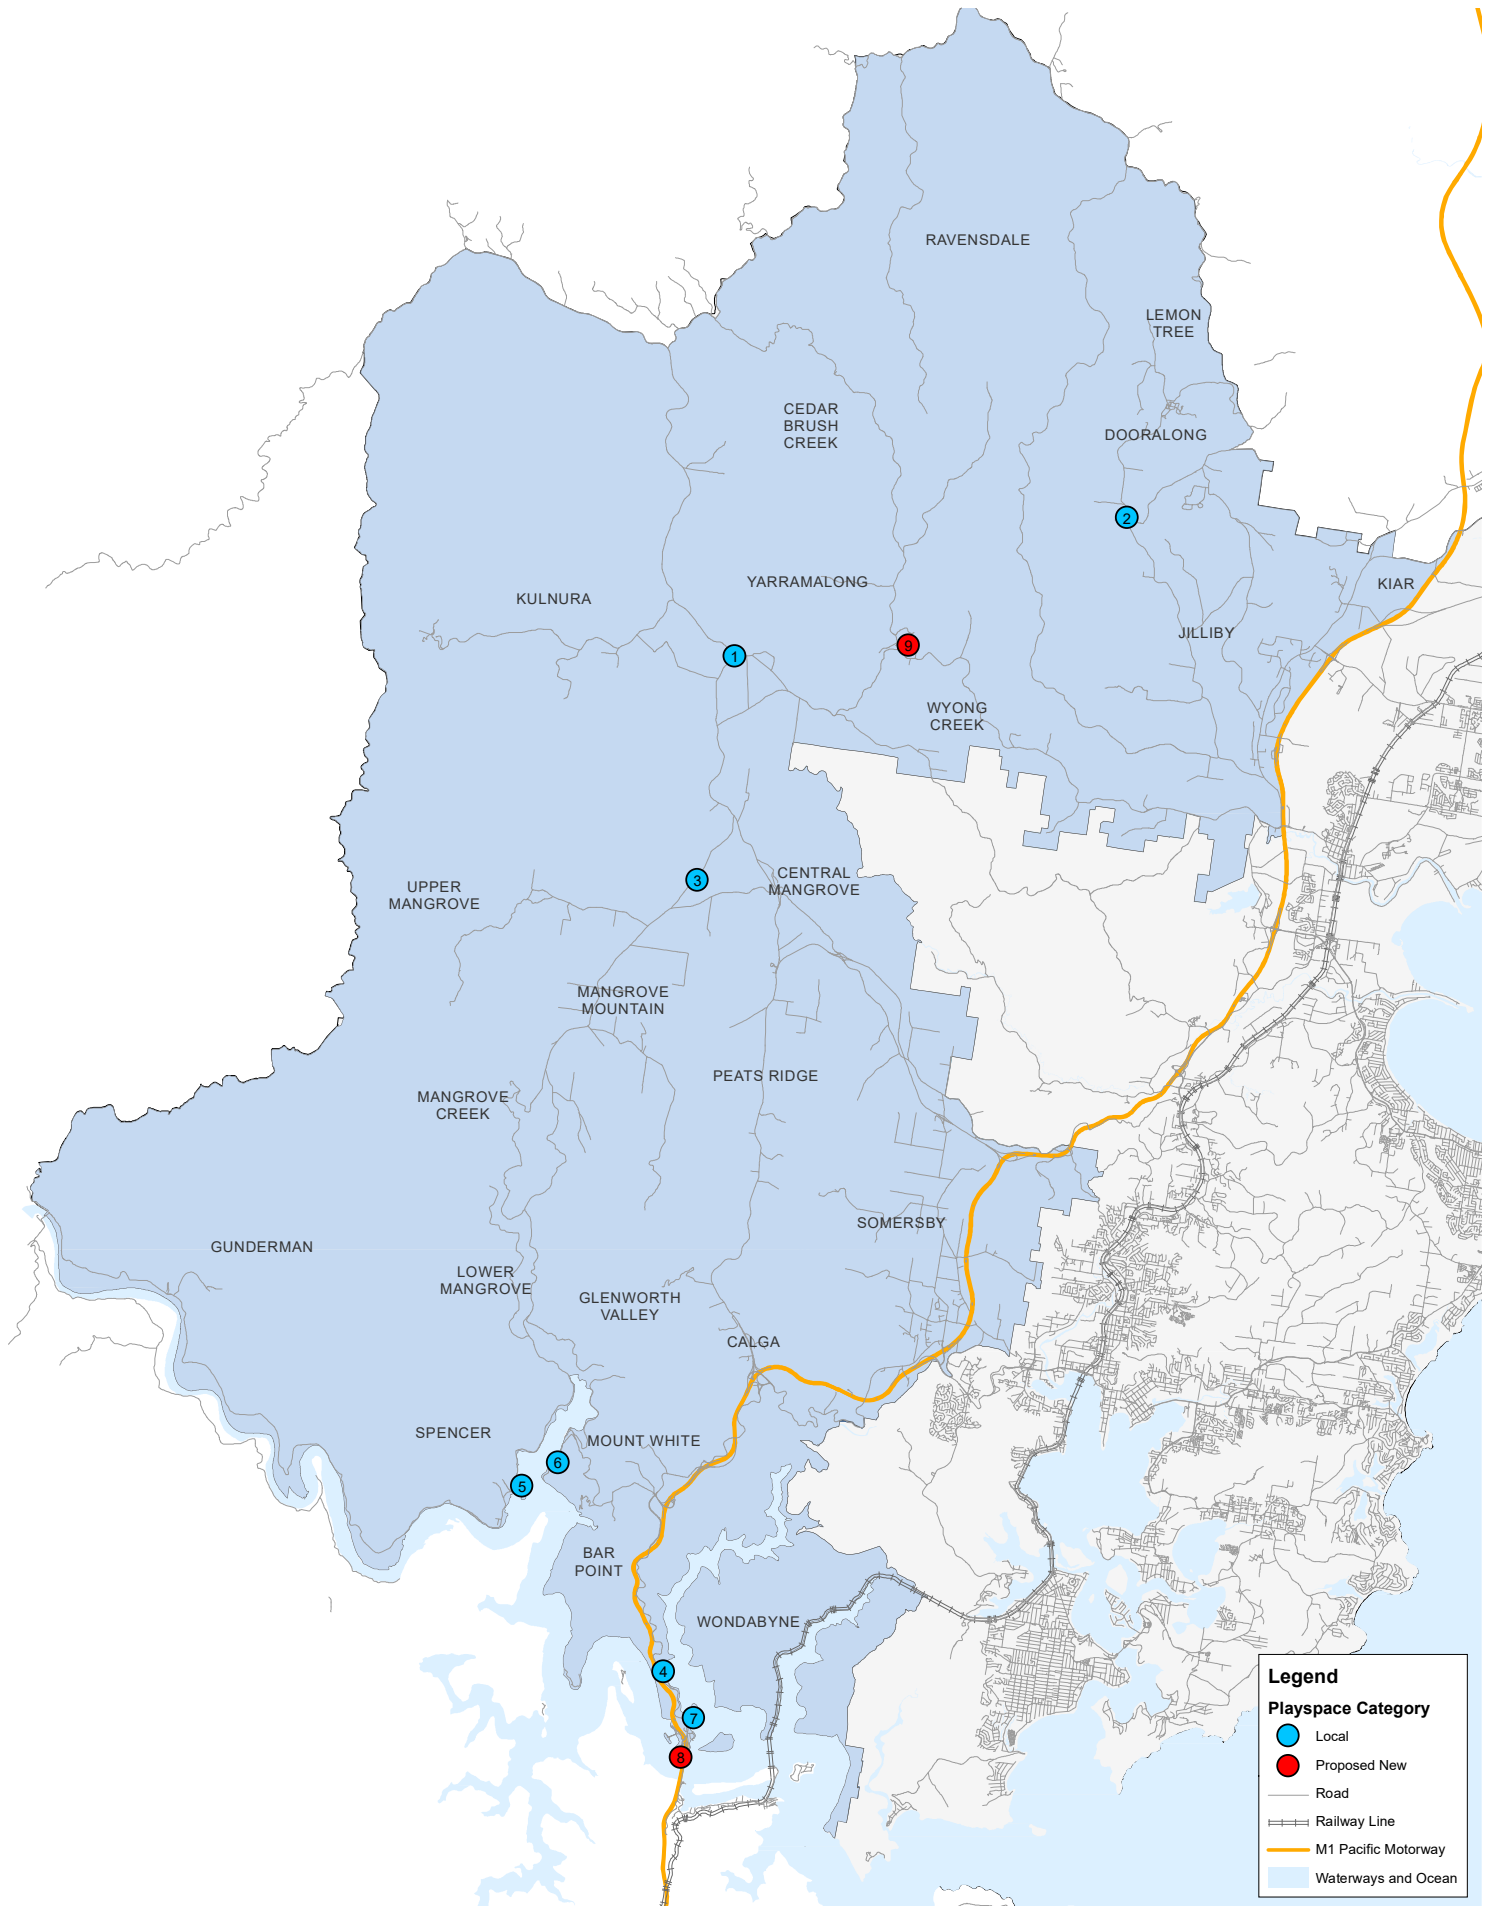 RAVENSDALE
LEMON
TREE
CEDAR
BRUSH
CREEK
DOORALONG
2
YARRAMALONG
KIAR
KULNURA
JILLIBY
9
1
WYONG
CREEK
3
CENTRAL
MANGROVE
UPPER
MANGROVE
MANGROVE
MOUNTAIN
PEATS RIDGE
MANGROVE
CREEK
SOMERSBY
GUNDERMAN
LOWER
MANGROVE
GLENWORTH
VALLEY
CALGA
SPENCER
MOUNT WHITE
6
5
BAR
POINT
WONDABYNE
4
7
8
Legend
Playspace Category
Local
Proposed New
Road
Railway Line
M1 Pacific Motorway
Waterways and Ocean